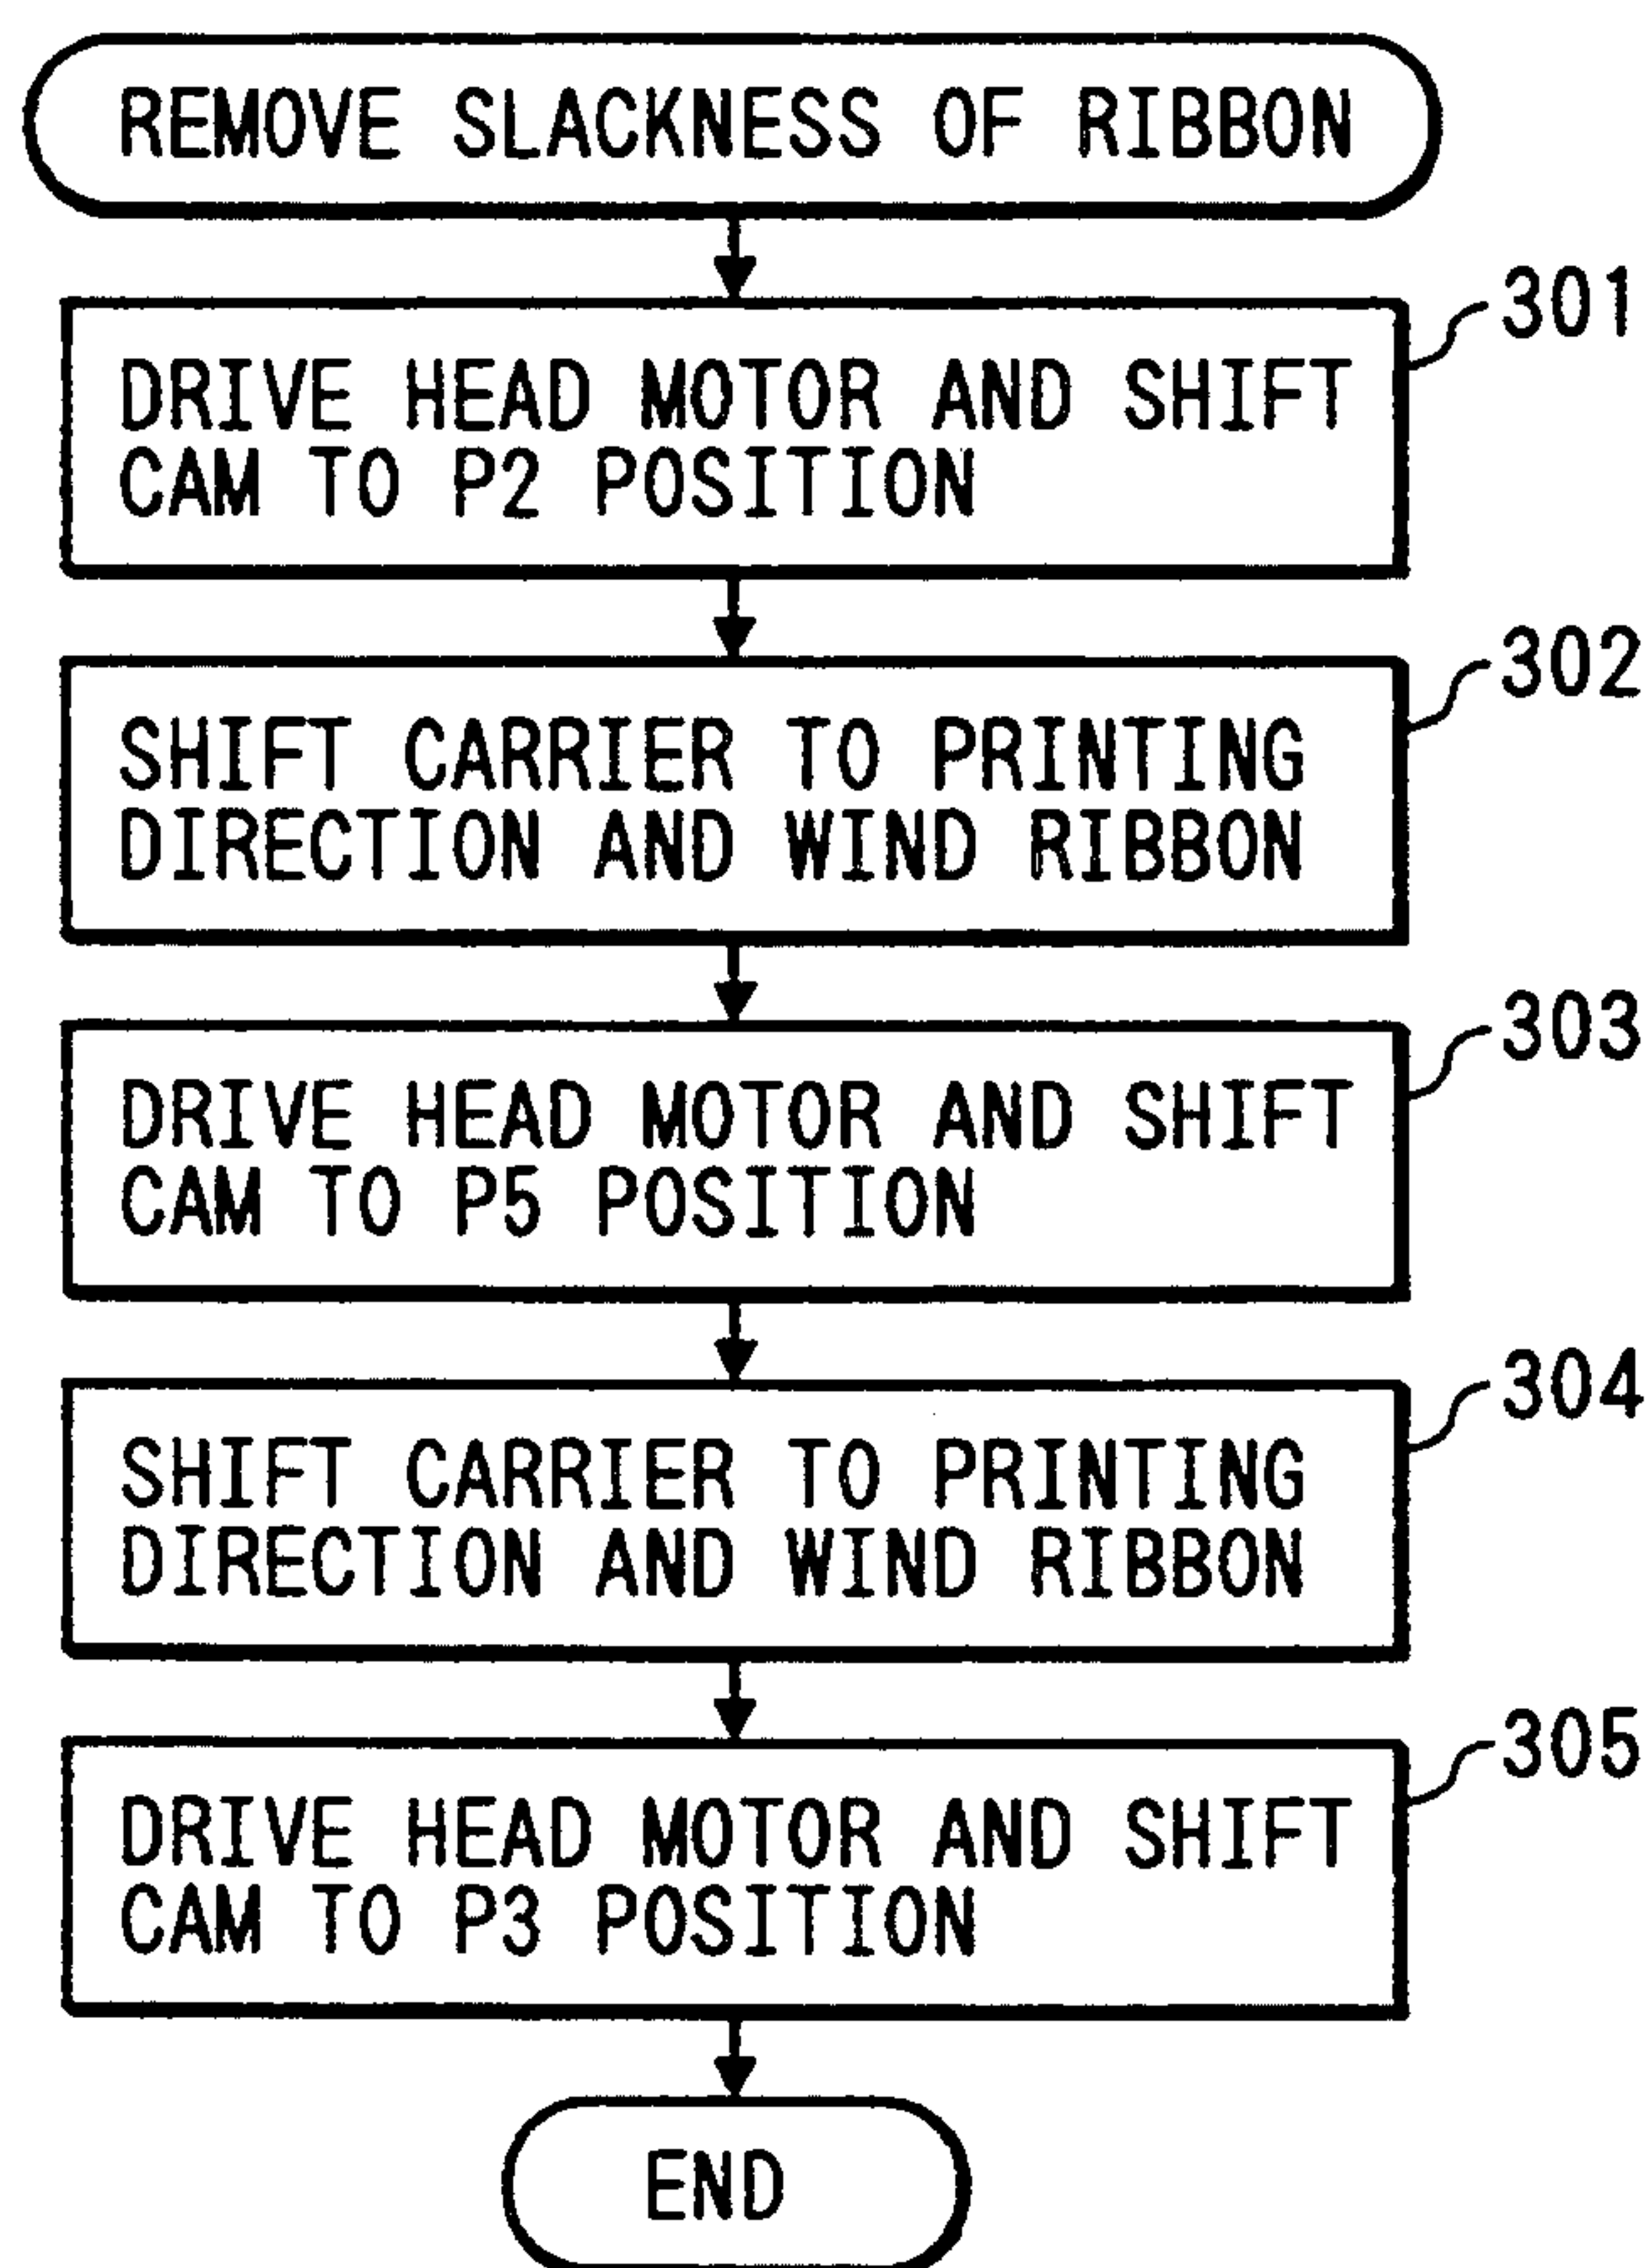 REMOVE SLACKNESS OF RIBBON
301
DRIVE HEAD MOTOR AND SHIFT
CAM TO P2 POSITION
302
SHIFT CARRIER TO PRINTING
DIRECTION AND WIND RIBBON
303
DRIVE HEAD MOTOR AND SHIFT
CAM TO P5 POSITION
304
SHIFT CARRIER TO PRINTING
DIRECTION AND WIND RIBBON
305
DRIVE HEAD MOTOR AND SHIFT
CAM TO P3 POSITION
END